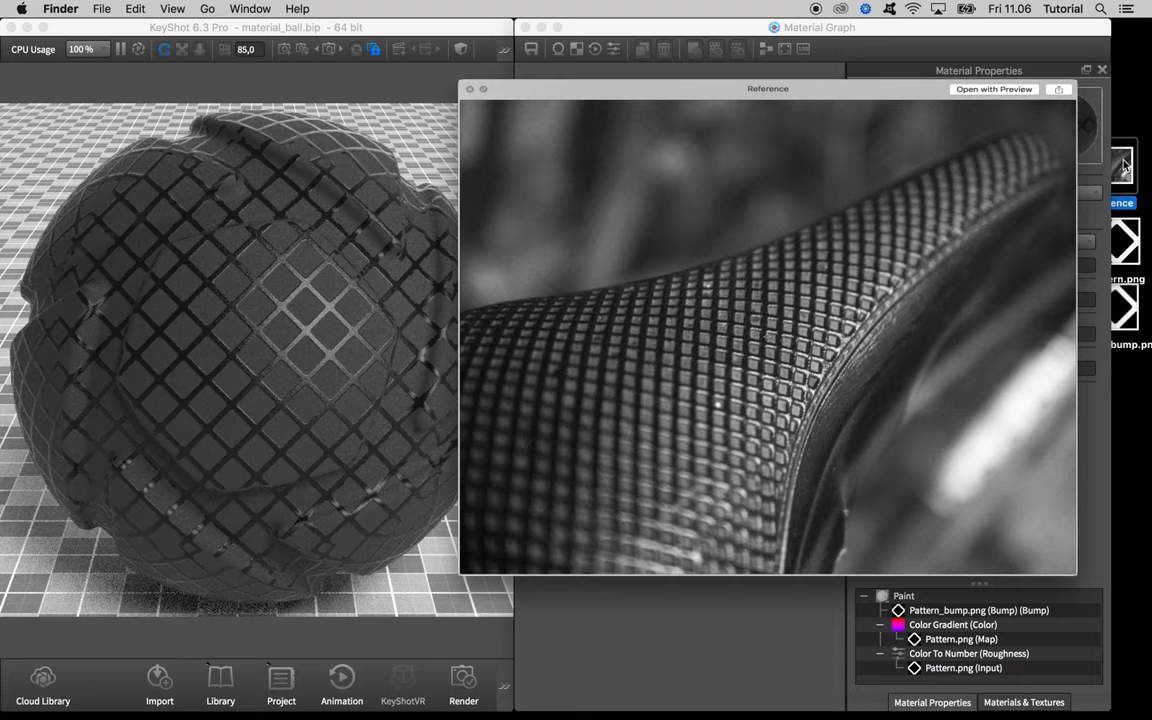 Finder File Edit View Go Window Help Fri 11.06 Tutorial
KeyShot 6.3 Pro - material_ball.bip - 64 bit
Material Graph
CPU Usage 100 % 85,0
Material Properties
Reference
Open with Preview
ence
rn.png
bump.pn
Paint
Pattern_bump.png (Bump) (Bump)
Color Gradient (Color)
Pattern.png (Map)
Color To Number (Roughness)
Pattern.png (Input)
Cloud Library Import Library Project Animation KeyShotVR Render
Material Properties Materials & Textures